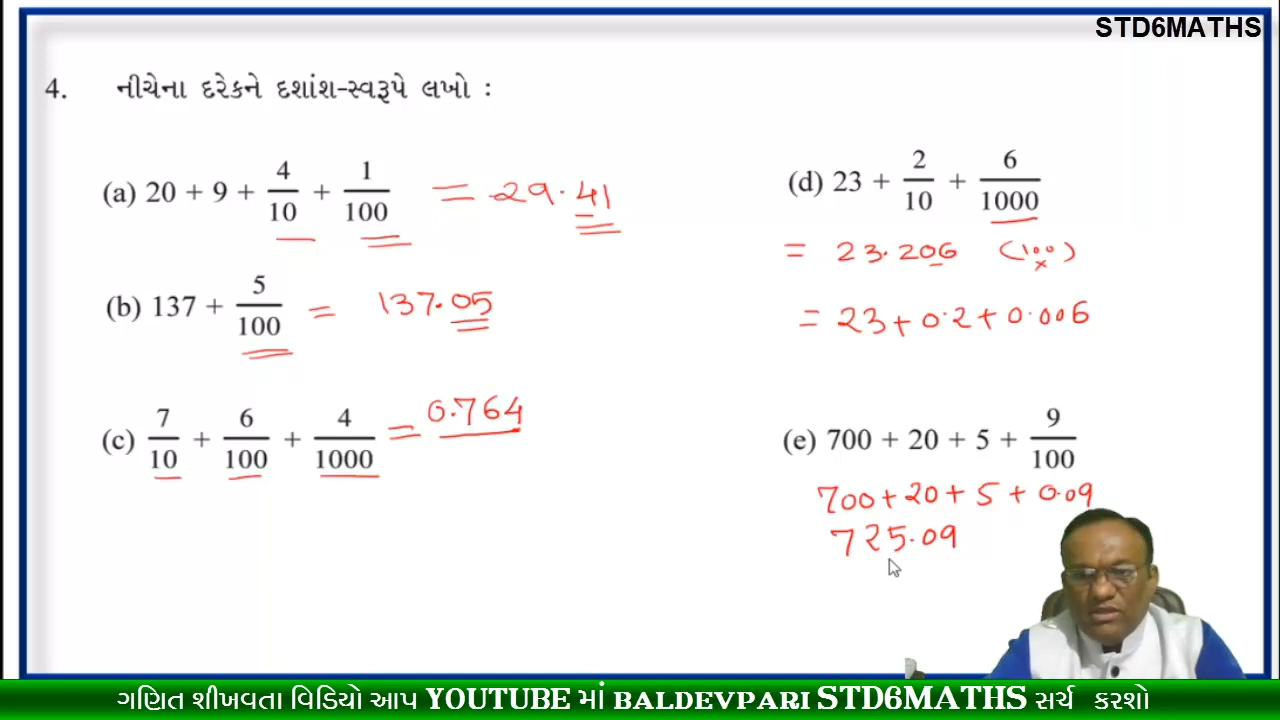 STD6MATHS
4. નીચેના દરેકને દશાંશ-સ્વરૂપે લખો :
(a) 20 + 9 + 4/10 + 1/100 = 29.41
(b) 137 + 5/100 = 137.05
(c) 7/10 + 6/100 + 4/1000 = 0.764
(d) 23 + 2/10 + 6/1000
= 23.206 (100 x)
= 23 + 0.2 + 0.006
(e) 700 + 20 + 5 + 9/100
700 + 20 + 5 + 0.09
725.09
ગણિત શીખવતા વિડિયો આપ YOUTUBE માં BALDEVPARI STD6MATHS સર્ચ કરશો